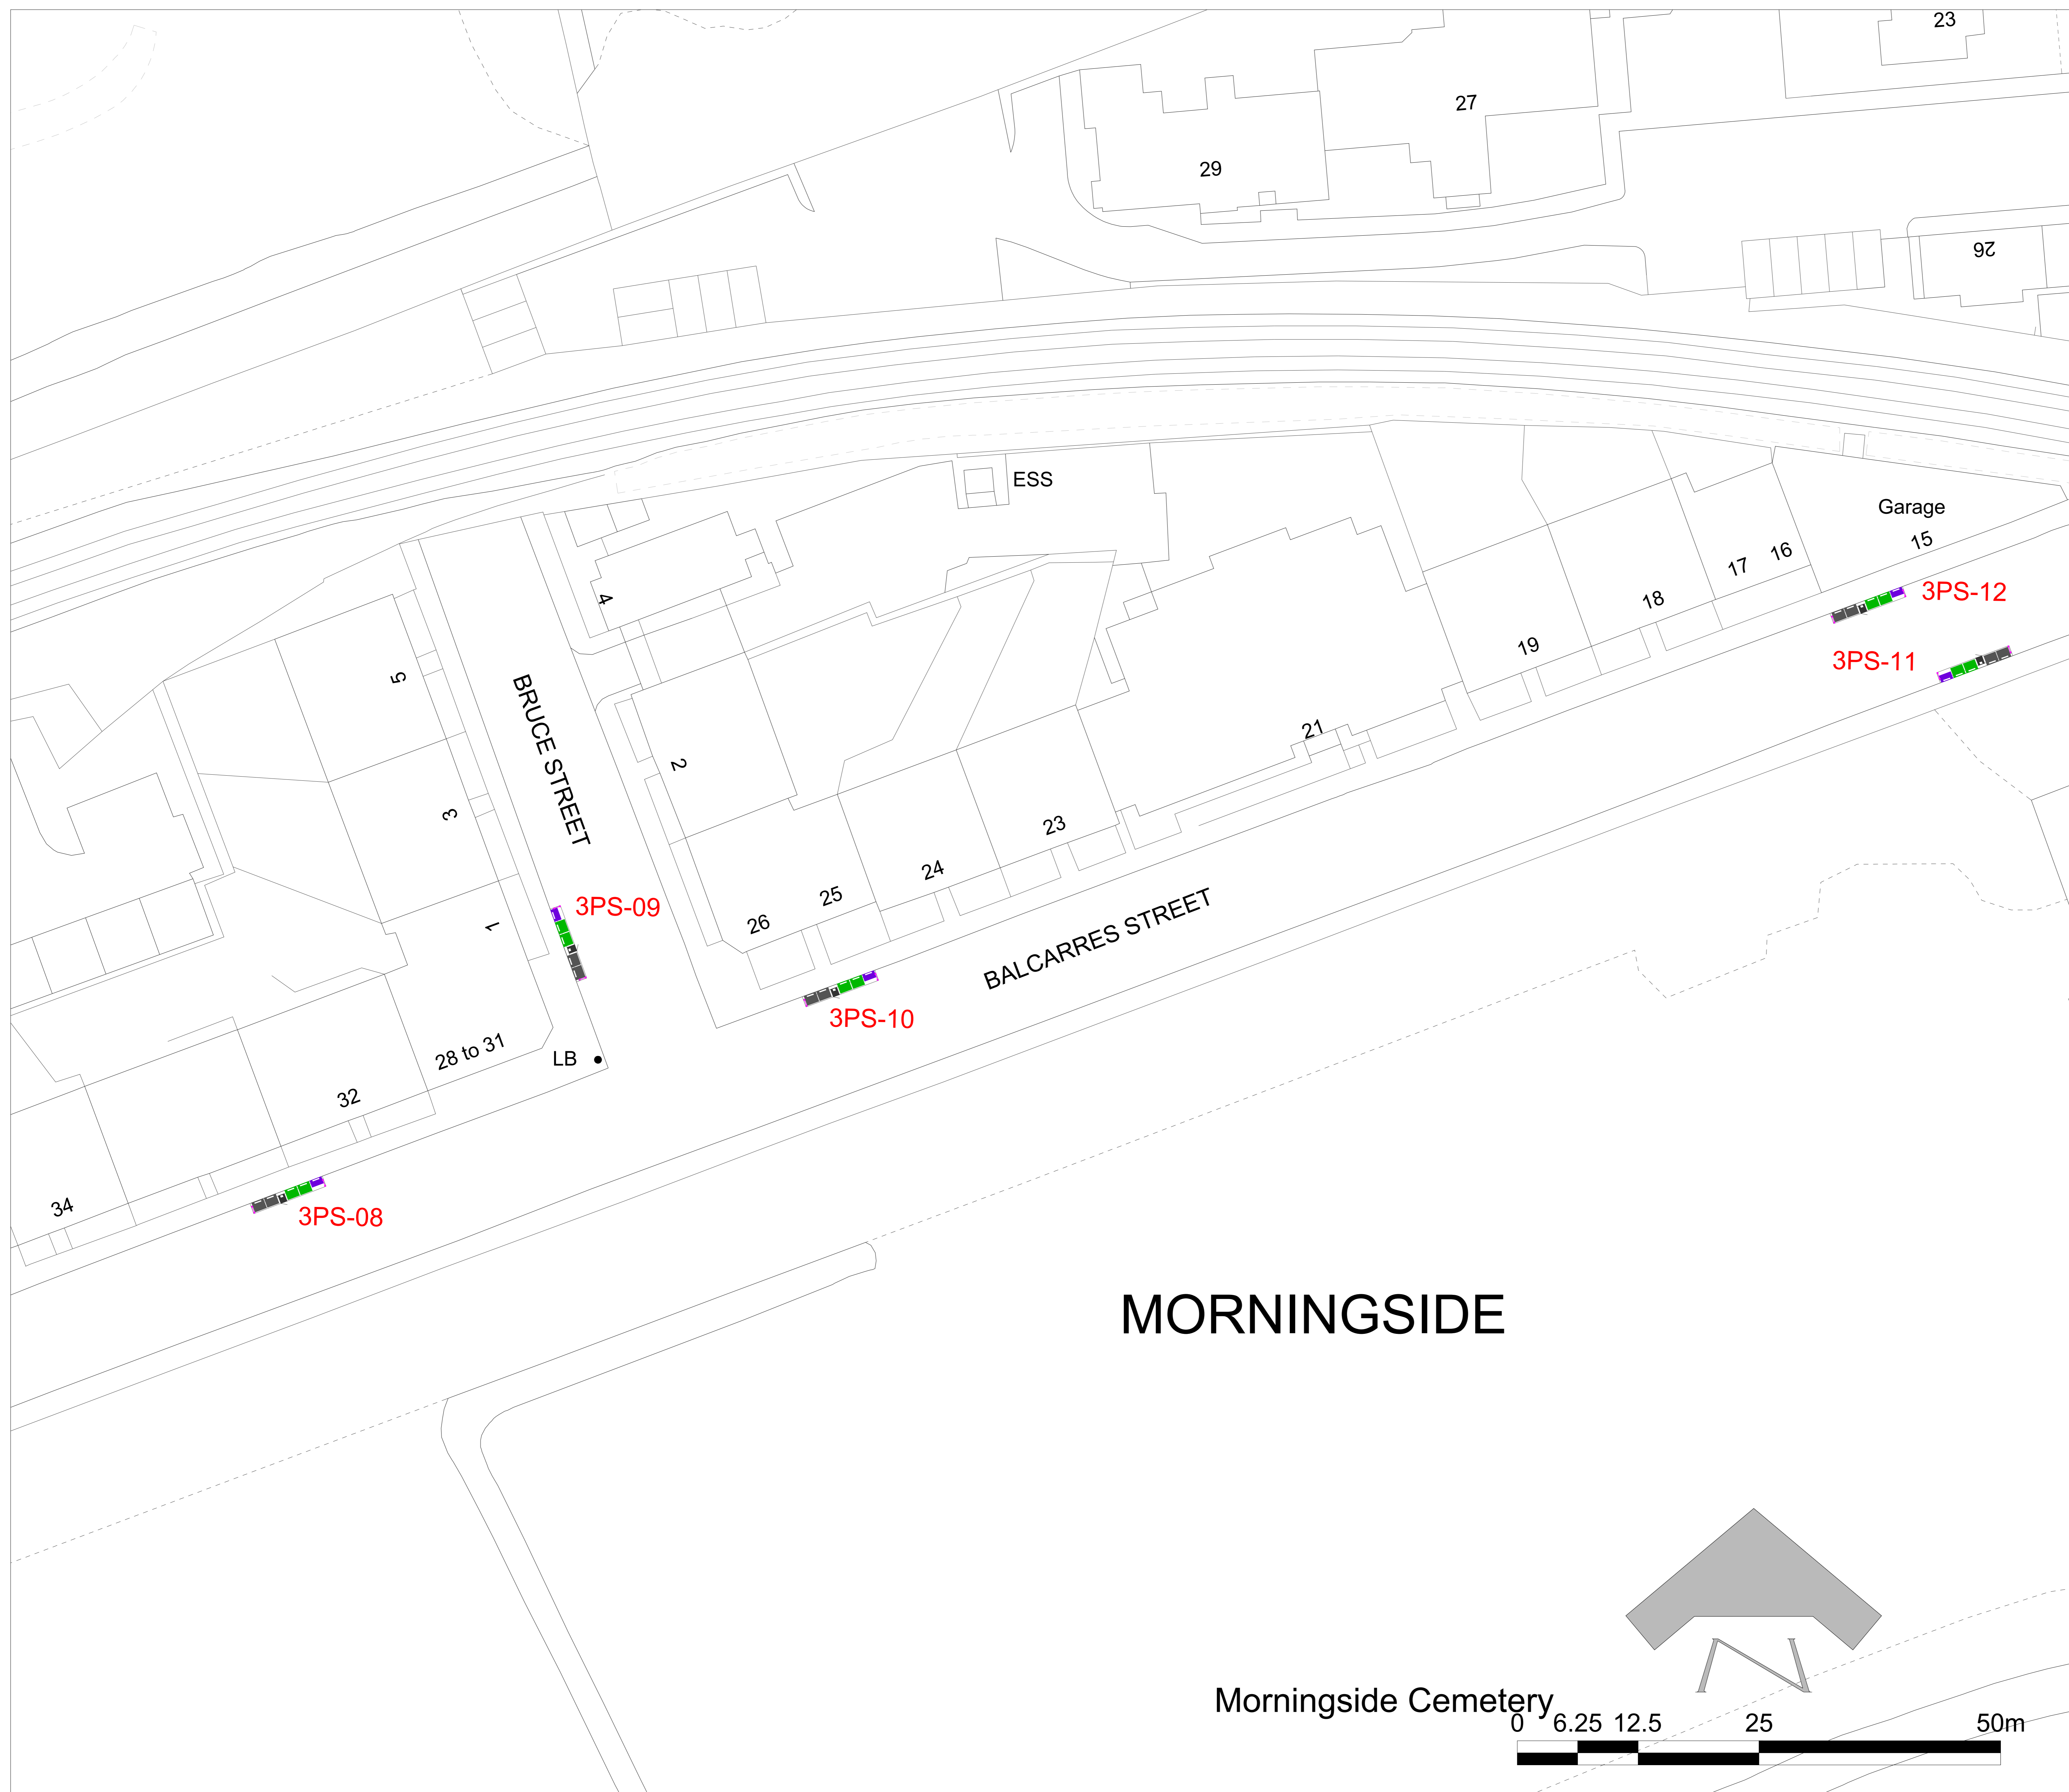 23
27
29
26
ESS
Garage
15
3PS-12
16
17
4
18
3PS-11
19
5
BRUCE STREET
21
2
3
23
24
25
3PS-09
26
1
BALCARRES STREET
3PS-10
28 to 31
LB
32
34
3PS-08
MORNINGSIDE
N
Morningside Cemetery
0 6.25 12.5 25 50m